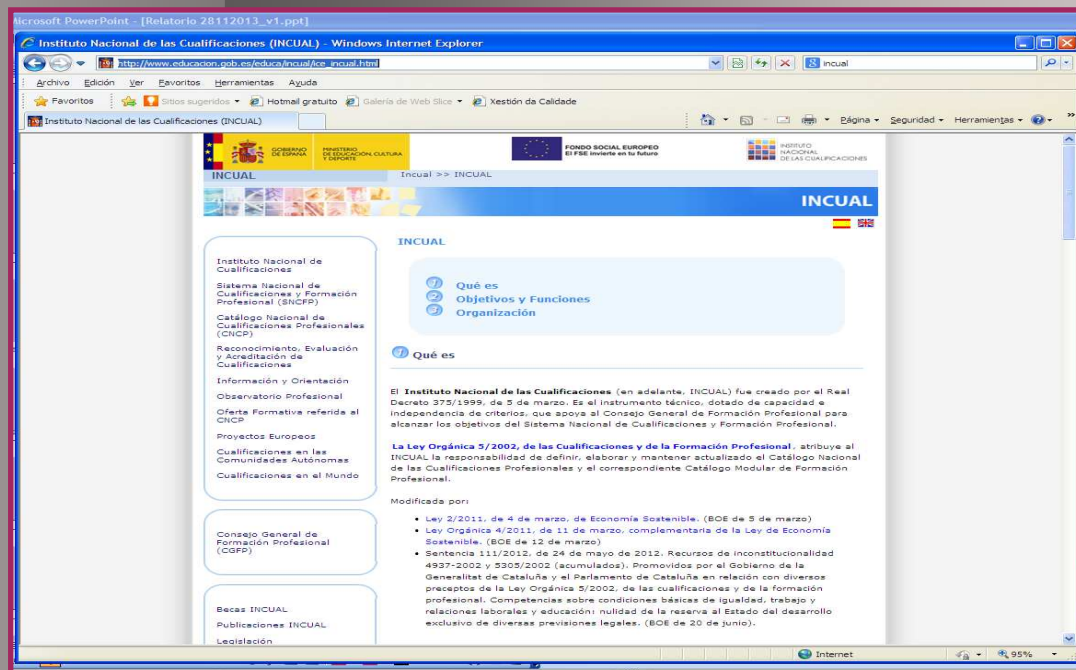 Microsoft PowerPoint - [Relatorio 28112013_v1.ppt]
Instituto Nacional de las Cualificaciones (INCUAL) - Windows Internet Explorer
http://www.educacion.gob.es/educa/incual/ice_incual.html
incual
Archivo Edición Ver Favoritos Herramientas Ayuda
Favoritos Sitios sugeridos Hotmail gratuito Galería de Web Slice Xestión da Calidade
Instituto Nacional de las Cualificaciones (INCUAL)
Página Seguridad Herramientas
GOBIERNO DE ESPAÑA
MINISTERIO DE EDUCACIÓN, CULTURA Y DEPORTE
FONDO SOCIAL EUROPEO
El FSE invierte en tu futuro
INSTITUTO
NACIONAL
DE LAS CUALIFICACIONES
INCUAL
Incual >> INCUAL
INCUAL
Instituto Nacional de
Cualificaciones
Sistema Nacional de
Cualificaciones y Formación
Profesional (SNCFP)
Catálogo Nacional de
Cualificaciones Profesionales
(CNCP)
Reconocimiento, Evaluación
y Acreditación de
Cualificaciones
Información y Orientación
Observatorio Profesional
Oferta Formativa referida al
CNCP
Proyectos Europeos
Cualificaciones en las
Comunidades Autónomas
Cualificaciones en el Mundo
Consejo General de
Formación Profesional
(CGFP)
Becas INCUAL
Publicaciones INCUAL
Legislación
INCUAL
1 Qué es
2 Objetivos y Funciones
3 Organización
1 Qué es
El Instituto Nacional de las Cualificaciones (en adelante, INCUAL) fue creado por el Real
Decreto 375/1999, de 5 de marzo. Es el instrumento técnico, dotado de capacidad e
independencia de criterios, que apoya al Consejo General de Formación Profesional para
alcanzar los objetivos del Sistema Nacional de Cualificaciones y Formación Profesional.
La Ley Orgánica 5/2002, de las Cualificaciones y de la Formación Profesional, atribuye al
INCUAL la responsabilidad de definir, elaborar y mantener actualizado el Catálogo Nacional
de las Cualificaciones Profesionales y el correspondiente Catálogo Modular de Formación
Profesional.
Modificada por:
• Ley 2/2011, de 4 de marzo, de Economía Sostenible. (BOE de 5 de marzo)
• Ley Orgánica 4/2011, de 11 de marzo, complementaria de la Ley de Economía
Sostenible. (BOE de 12 de marzo)
• Sentencia 111/2012, de 24 de mayo de 2012. Recursos de inconstitucionalidad
4937-2002 y 5305/2002 (acumulados). Promovidos por el Gobierno de la
Generalitat de Cataluña y el Parlamento de Cataluña en relación con diversos
preceptos de la Ley Orgánica 5/2002, de las cualificaciones y de la formación
profesional. Competencias sobre condiciones básicas de igualdad, trabajo y
relaciones laborales y educación: nulidad de la reserva al Estado del desarrollo
exclusivo de diversas previsiones legales. (BOE de 20 de junio).
Internet
95%